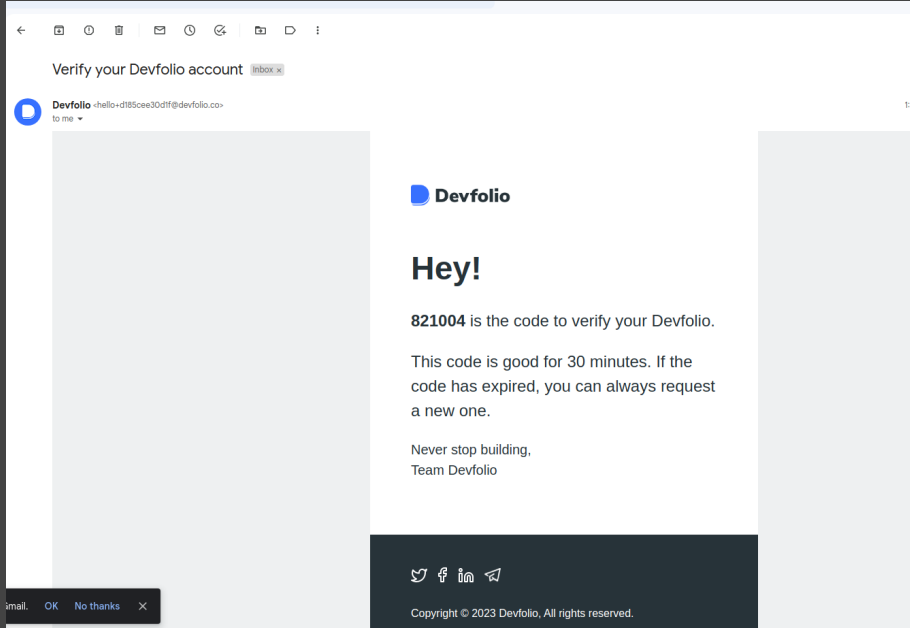 Verify your Devfolio account Inbox ×
Devfolio <hello+d185cee30d1f@devfolio.co>
to me
Devfolio
Hey!
821004 is the code to verify your Devfolio.
This code is good for 30 minutes. If the
code has expired, you can always request
a new one.
Never stop building,
Team Devfolio
OK No thanks
Copyright © 2023 Devfolio, All rights reserved.